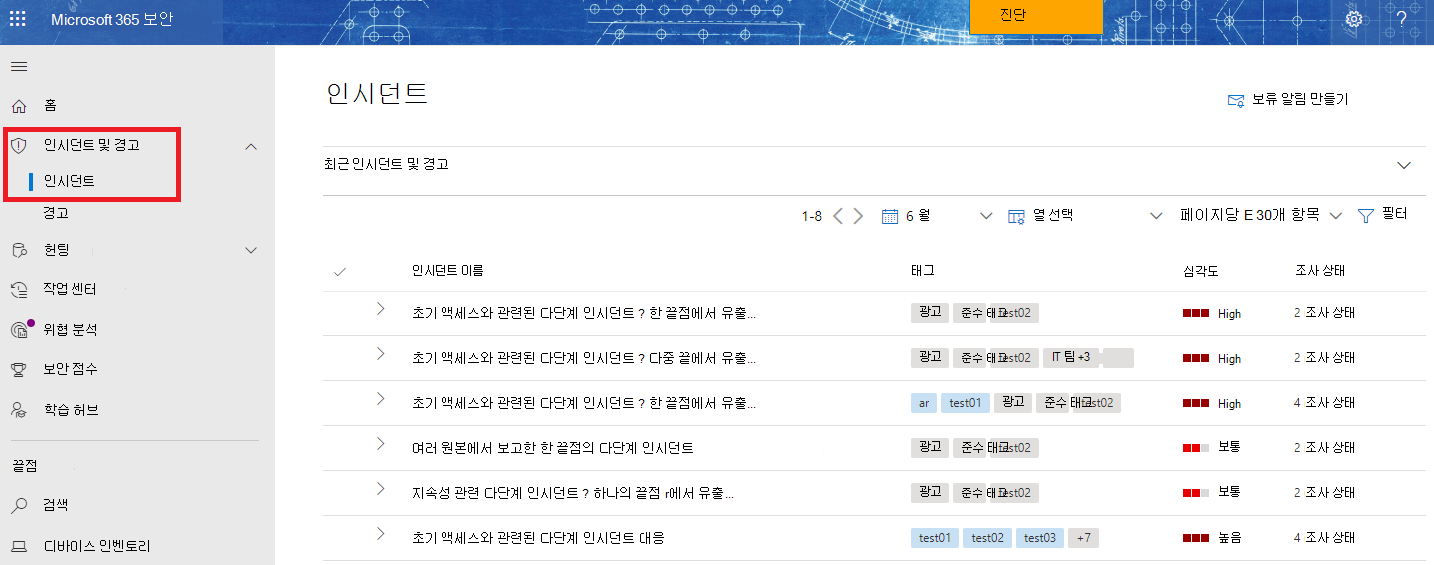 Microsoft 365 보안
진단
?
홈
인시던트 및 경고
인시던트
경고
헌팅
작업 센터
위협 분석
보안 점수
학습 허브
끝점
검색
디바이스 인벤토리
인시던트
보류 알림 만들기
최근 인시던트 및 경고
1-8 6 월 열 선택 페이지당 E 30개 항목 필터
인시던트 이름 태그 심각도 조사 상태
초기 액세스와 관련된 다단계 인시던트 ? 한 끝점에서 유출... 광고 준수 태그 test02 High 2 조사 상태
초기 액세스와 관련된 다단계 인시던트 ? 다중 끝에서 유출... 광고 준수 태그 test02 IT 팀 +3 High 2 조사 상태
초기 액세스와 관련된 다단계 인시던트 ? 한 끝점에서 유출... ar test01 광고 준수 태그 test02 High 4 조사 상태
여러 원본에서 보고한 한 끝점의 다단계 인시던트 광고 준수 태그 test02 보통 2 조사 상태
지속성 관련 다단계 인시던트 ? 하나의 끝점 r에서 유출... 광고 준수 태그 test02 보통 2 조사 상태
초기 액세스와 관련된 다단계 인시던트 대응 test01 test02 test03 +7 높음 4 조사 상태